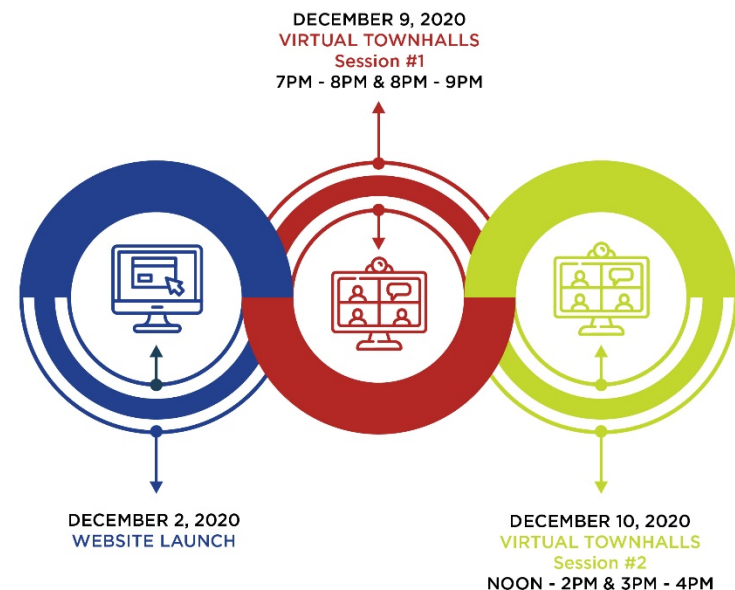 DECEMBER 9, 2020
VIRTUAL TOWNHALLS
Session #1
7PM - 8PM & 8PM - 9PM
DECEMBER 2, 2020
WEBSITE LAUNCH
DECEMBER 10, 2020
VIRTUAL TOWNHALLS
Session #2
NOON - 2PM & 3PM - 4PM